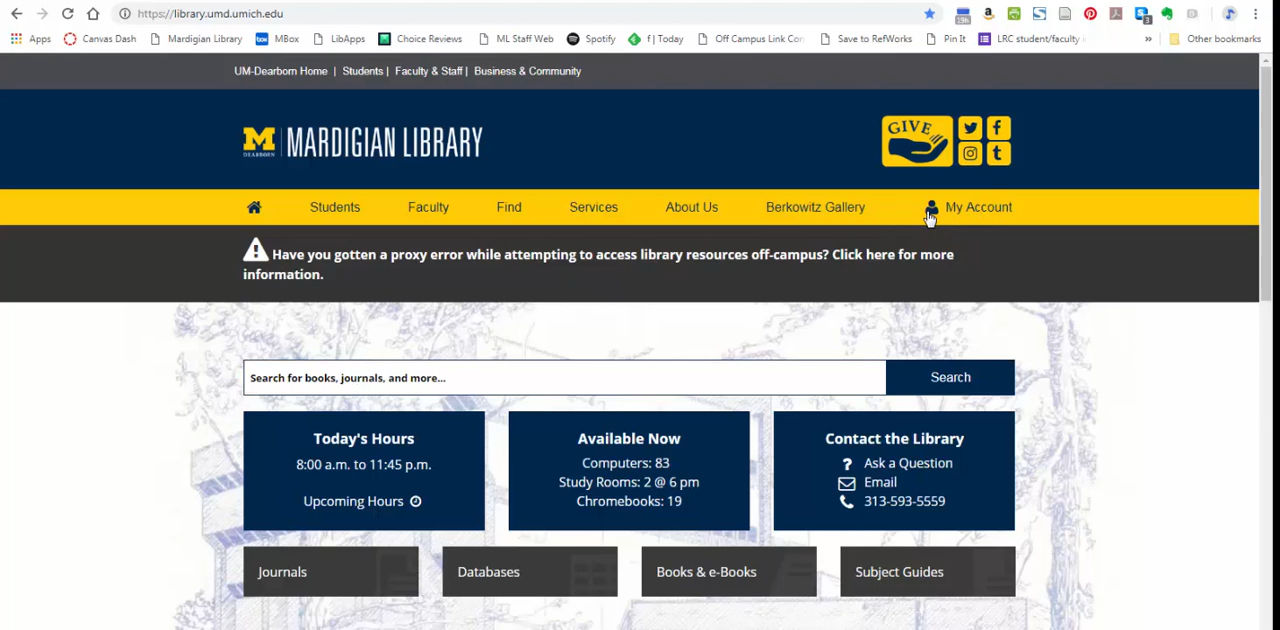 https://library.umd.umich.edu
19h
3
Apps Canvas Dash Mardigian Library MBox LibApps Choice Reviews ML Staff Web Spotify f | Today Off Campus Link Con Save to RefWorks Pin It LRC student/faculty » Other bookmarks
UM-Dearborn Home | Students | Faculty & Staff | Business & Community
M DEARBORN MARDIGIAN LIBRARY
GIVE
Students Faculty Find Services About Us Berkowitz Gallery My Account
Have you gotten a proxy error while attempting to access library resources off-campus? Click here for more
information.
Search for books, journals, and more... Search
Today's Hours
8:00 a.m. to 11:45 p.m.
Upcoming Hours
Available Now
Computers: 83
Study Rooms: 2 @ 6 pm
Chromebooks: 19
Contact the Library
? Ask a Question
Email
313-593-5559
Journals Databases Books & e-Books Subject Guides